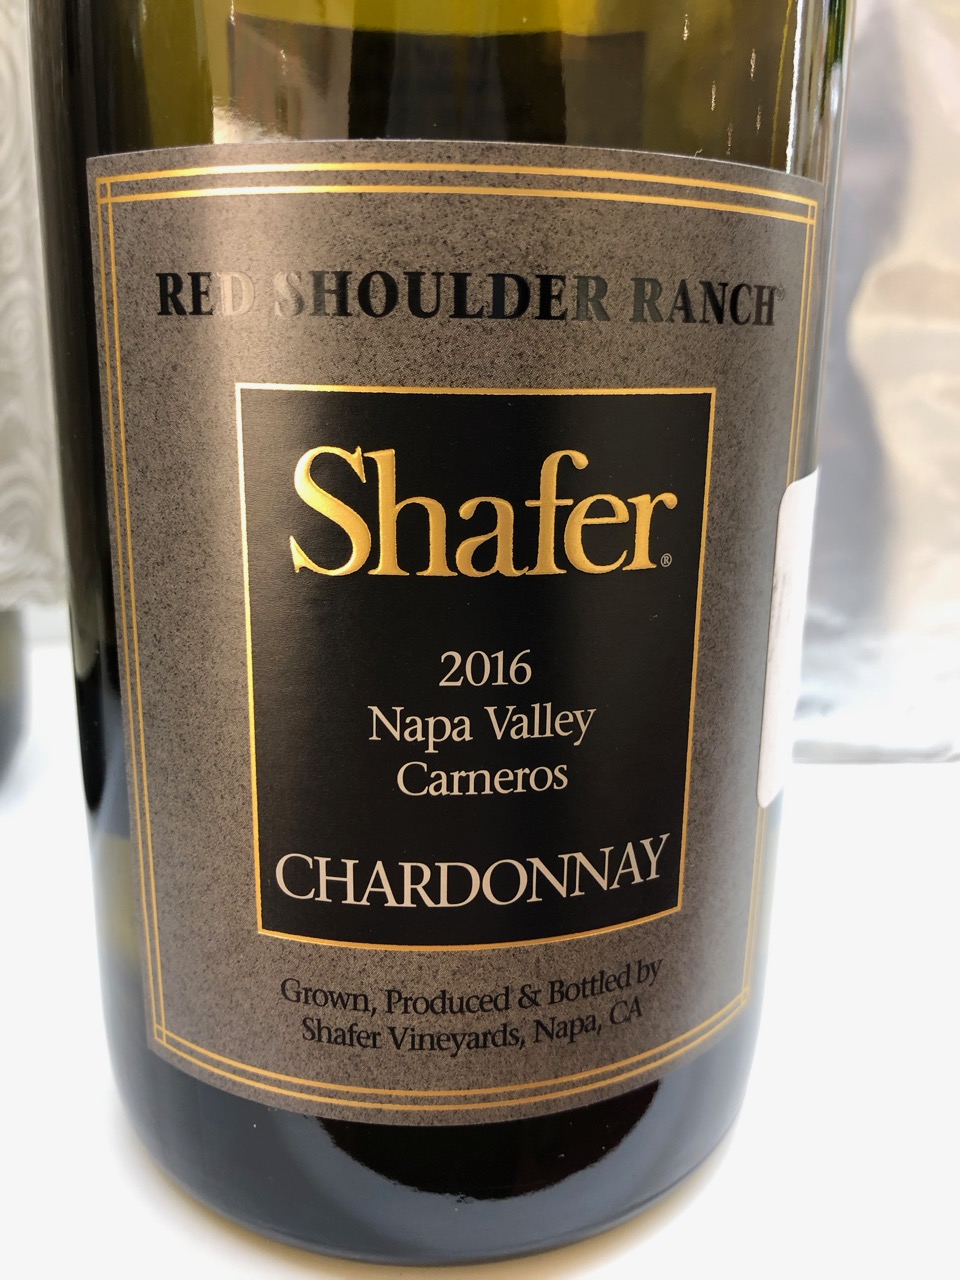 RED SHOULDER RANCH®
Shafer®
2016
Napa Valley
Carneros
CHARDONNAY
Grown, Produced & Bottled by
Shafer Vineyards, Napa, CA